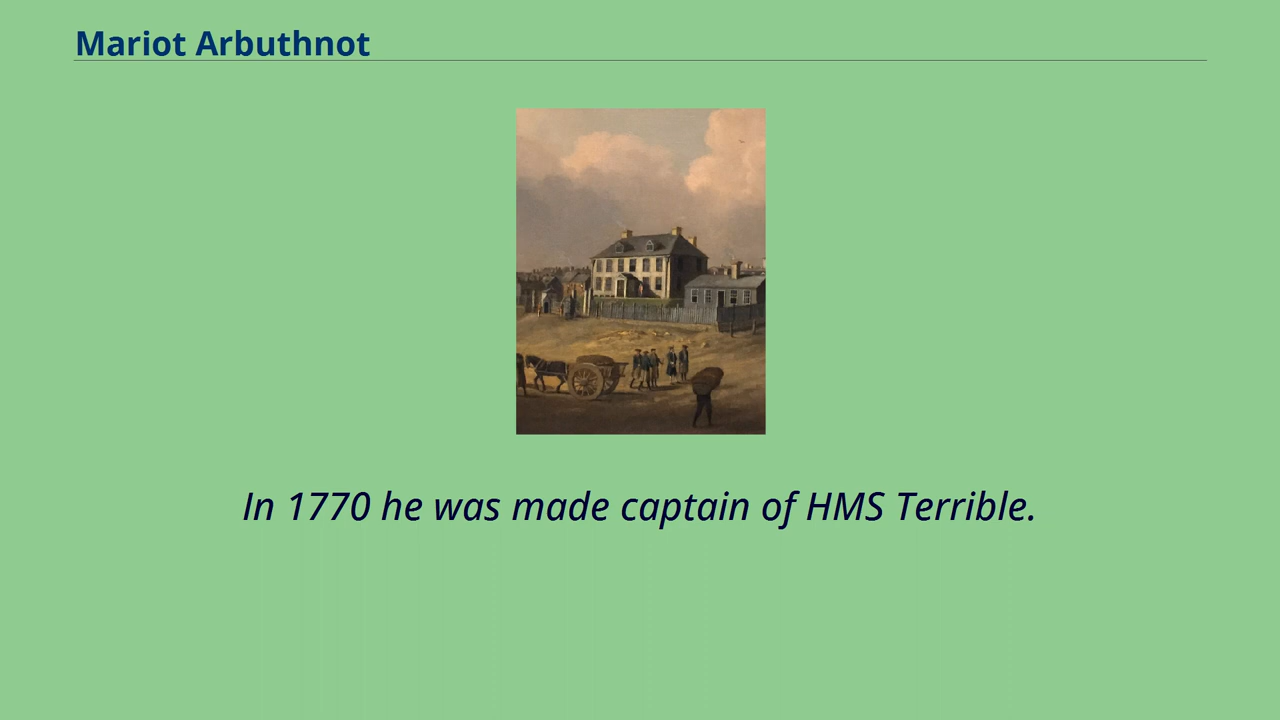 Mariot Arbuthnot
In 1770 he was made captain of HMS Terrible.